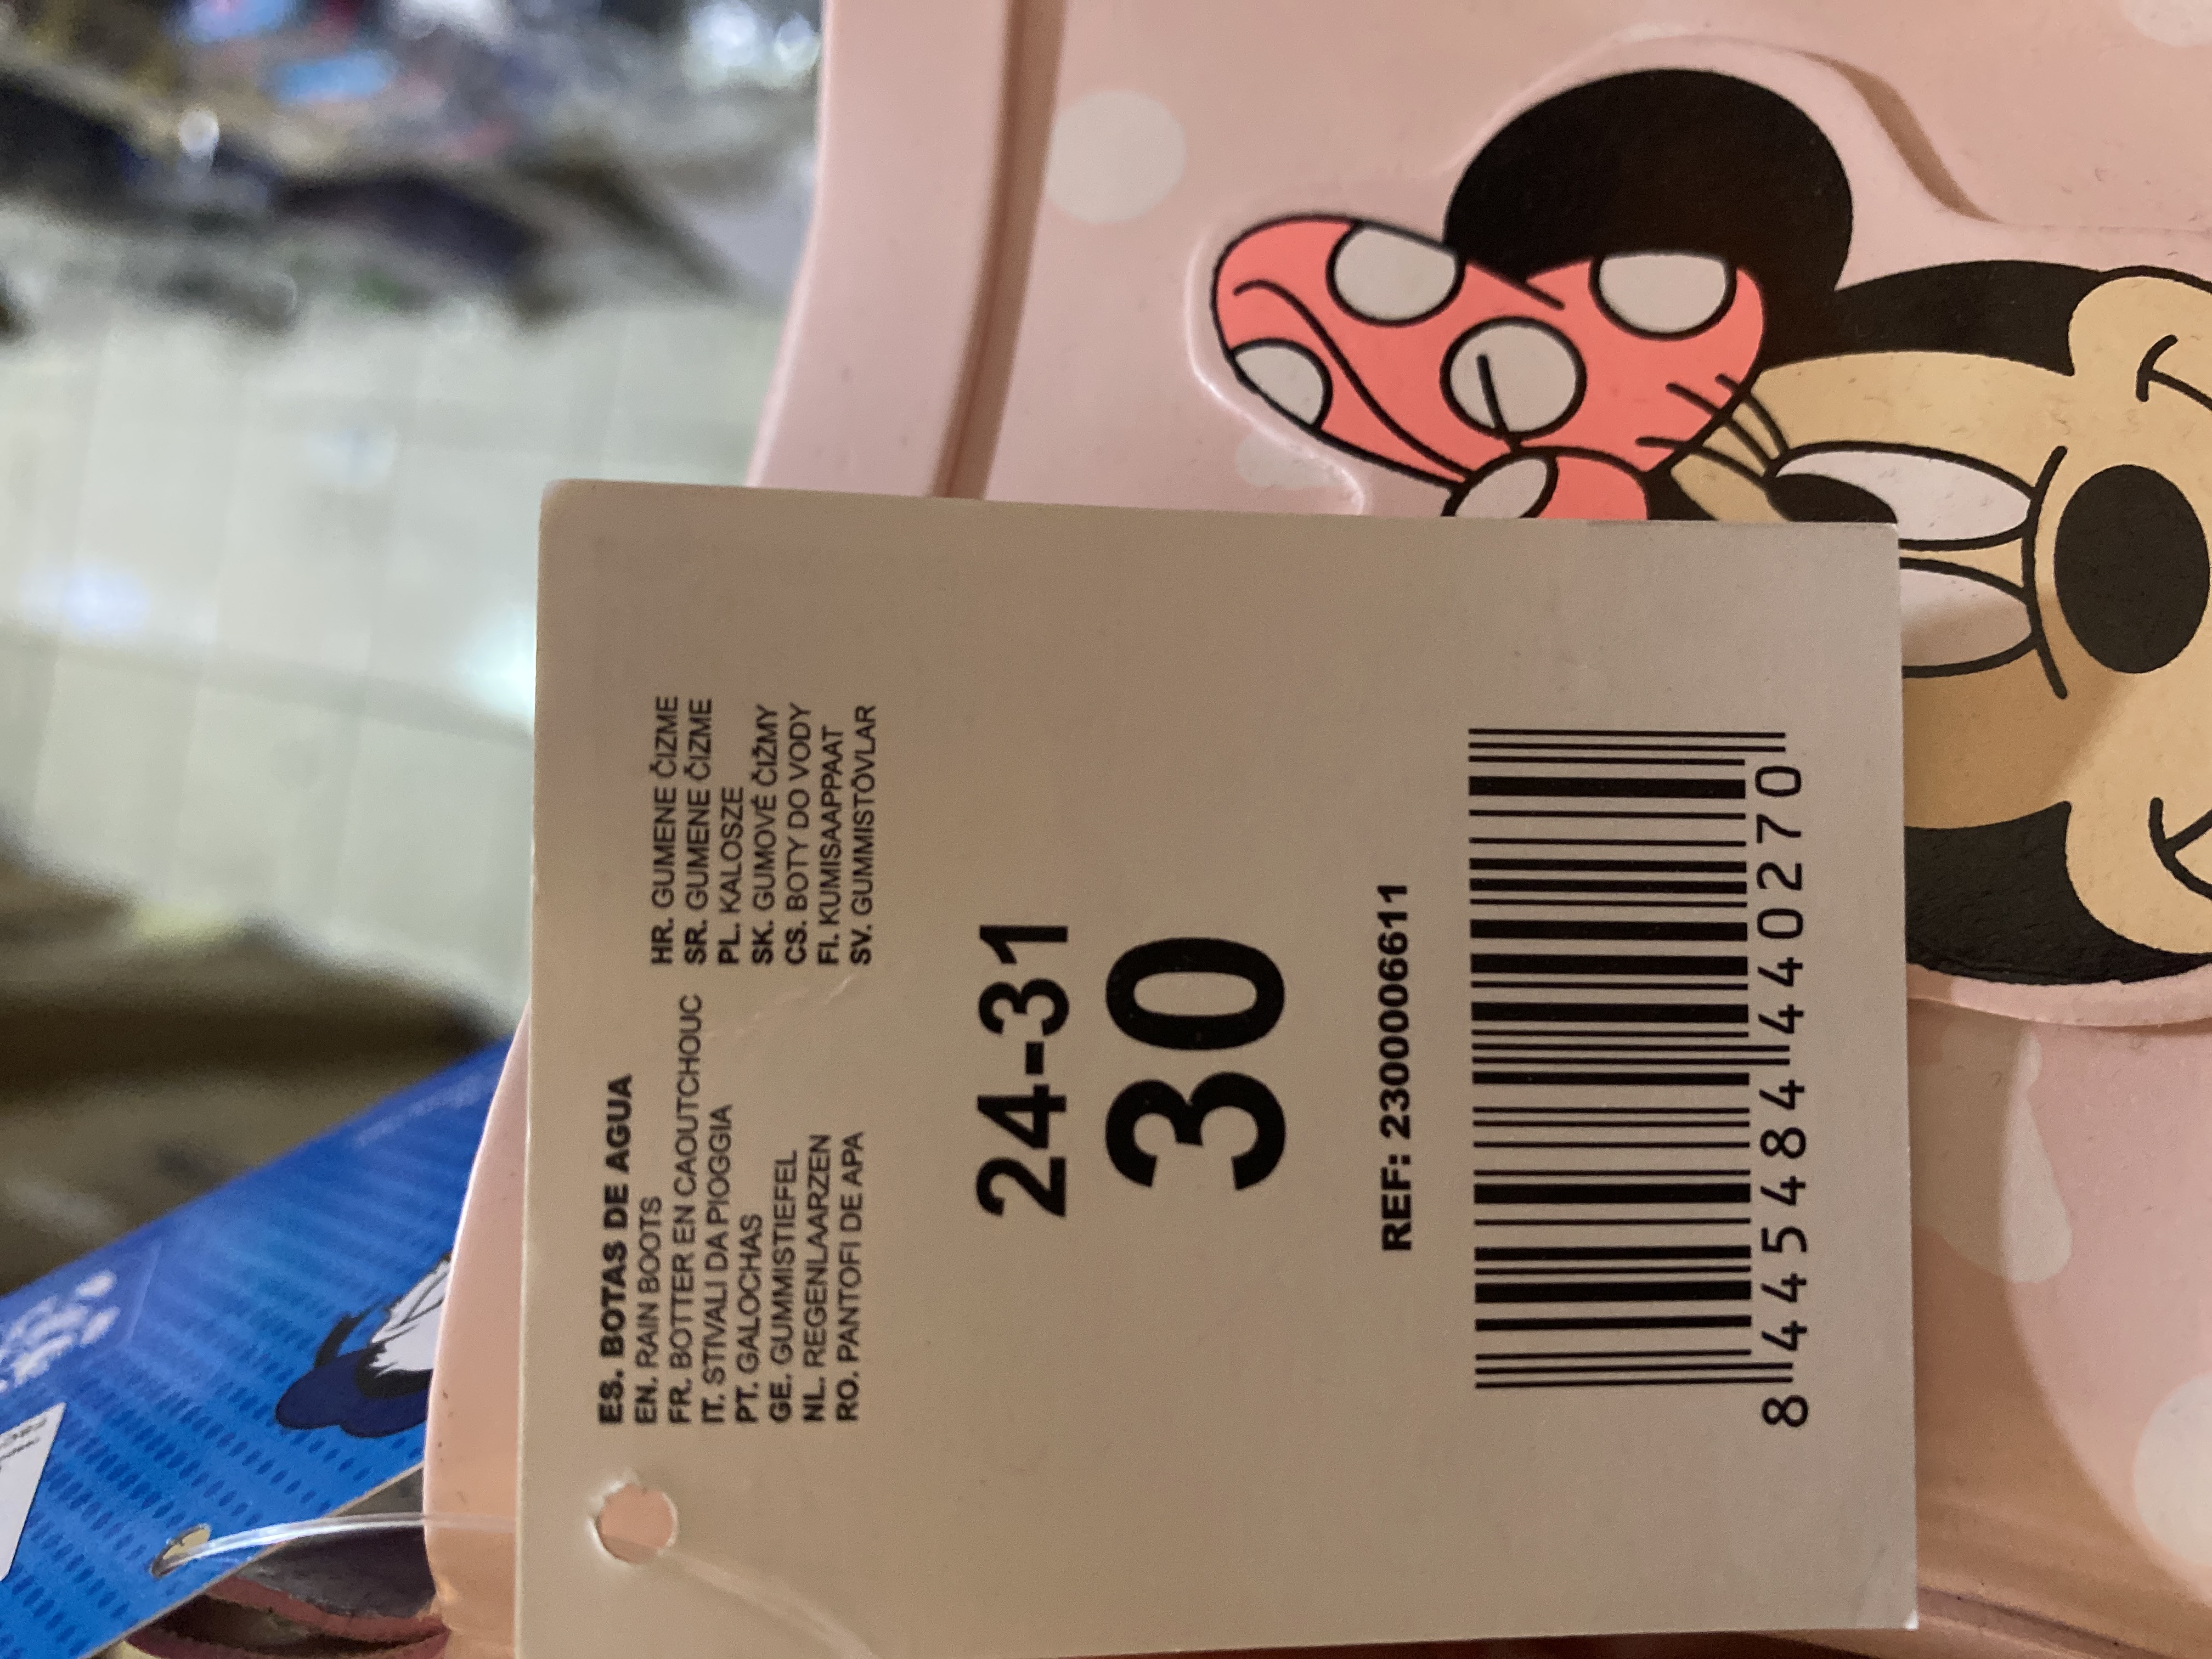 ES. BOTAS DE AGUA
EN. RAIN BOOTS
FR. BOTTER EN CAOUTCHOUC
IT. STIVALI DA PIOGGIA
PT. GALOCHAS
GE. GUMMISTIEFEL
NL. REGENLAARZEN
RO. PANTOFI DE APA
HR. GUMENE ČIZME
SR. GUMENE ČIZME
PL. KALOSZE
SK. GUMOVÉ ČIŽMY
CS. BOTY DO VODY
FI. KUMISAAPPAAT
SV. GUMMISTÖVLAR
24-31
30
REF: 2300006611
8 445484 440270